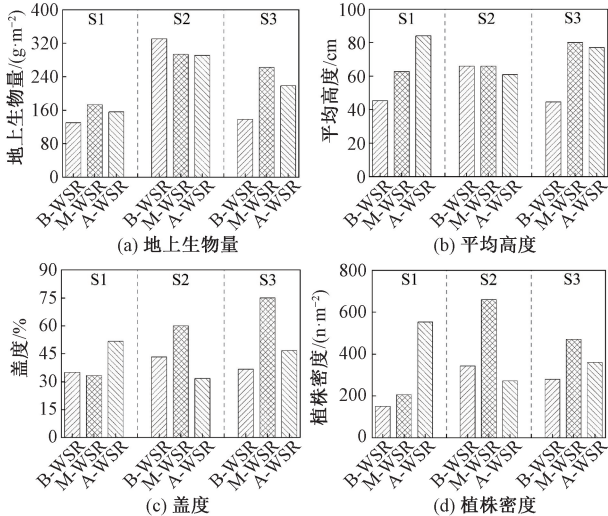 地上生物量/(g·m⁻²)
320
240
160
80
0
S1 S2 S3
B-WSR M-WSR A-WSR B-WSR M-WSR A-WSR B-WSR M-WSR A-WSR
(a) 地上生物量
平均高度/cm
100
80
60
40
20
0
S1 S2 S3
B-WSR M-WSR A-WSR B-WSR M-WSR A-WSR B-WSR M-WSR A-WSR
(b) 平均高度
盖度/%
90
75
60
45
30
15
0
S1 S2 S3
B-WSR M-WSR A-WSR B-WSR M-WSR A-WSR B-WSR M-WSR A-WSR
(c) 盖度
植株密度/(n·m⁻²)
800
600
400
200
0
S1 S2 S3
B-WSR M-WSR A-WSR B-WSR M-WSR A-WSR B-WSR M-WSR A-WSR
(d) 植株密度